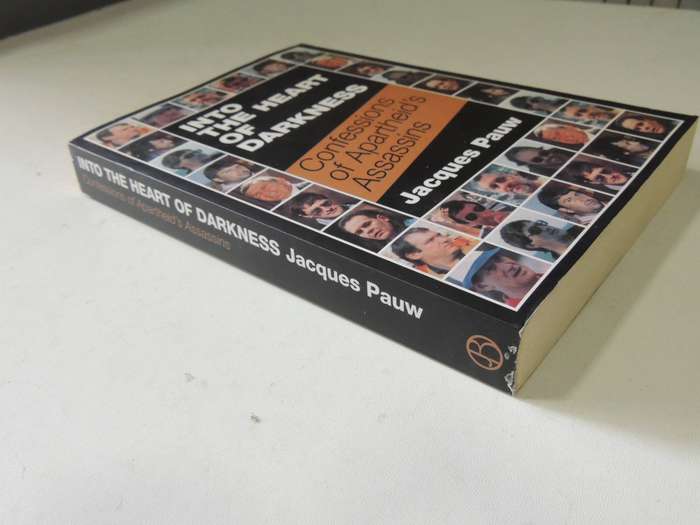 INTO
THE HEART
OF
DARKNESS
Confessions
of Apartheid's
Assassins
Jacques Pauw
INTO THE HEART OF DARKNESS Jacques Pauw
Confessions of Apartheid's Assassins